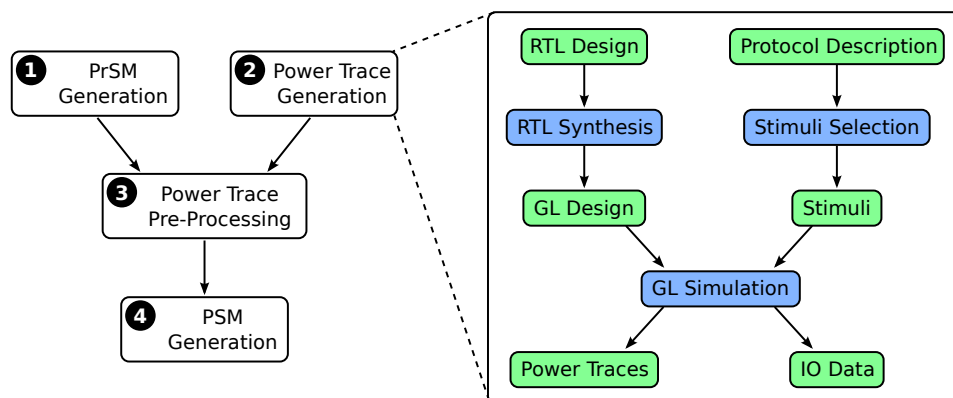 1
PrSM
Generation
2
Power Trace
Generation
3
Power Trace
Pre-Processing
4
PSM
Generation
RTL Design
Protocol Description
RTL Synthesis
Stimuli Selection
GL Design
Stimuli
GL Simulation
Power Traces
IO Data